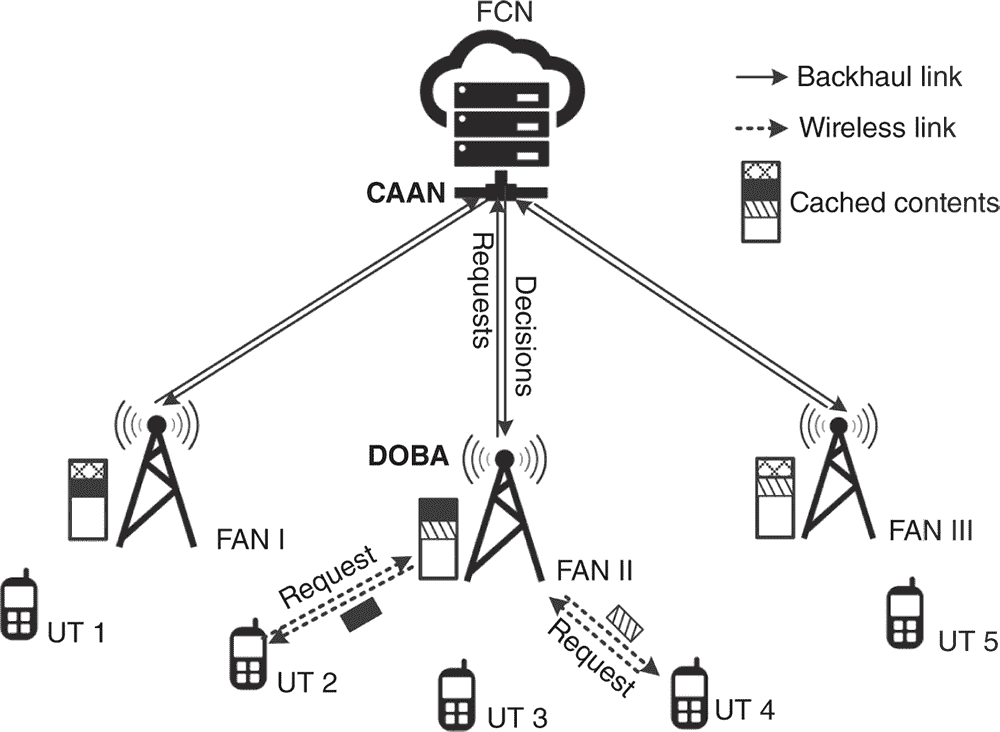 FCN
Backhaul link
Wireless link
CAAN
Cached contents
Requests
Decisions
DOBA
FAN I
FAN II
FAN III
Request
Request
UT 1
UT 2
UT 3
UT 4
UT 5